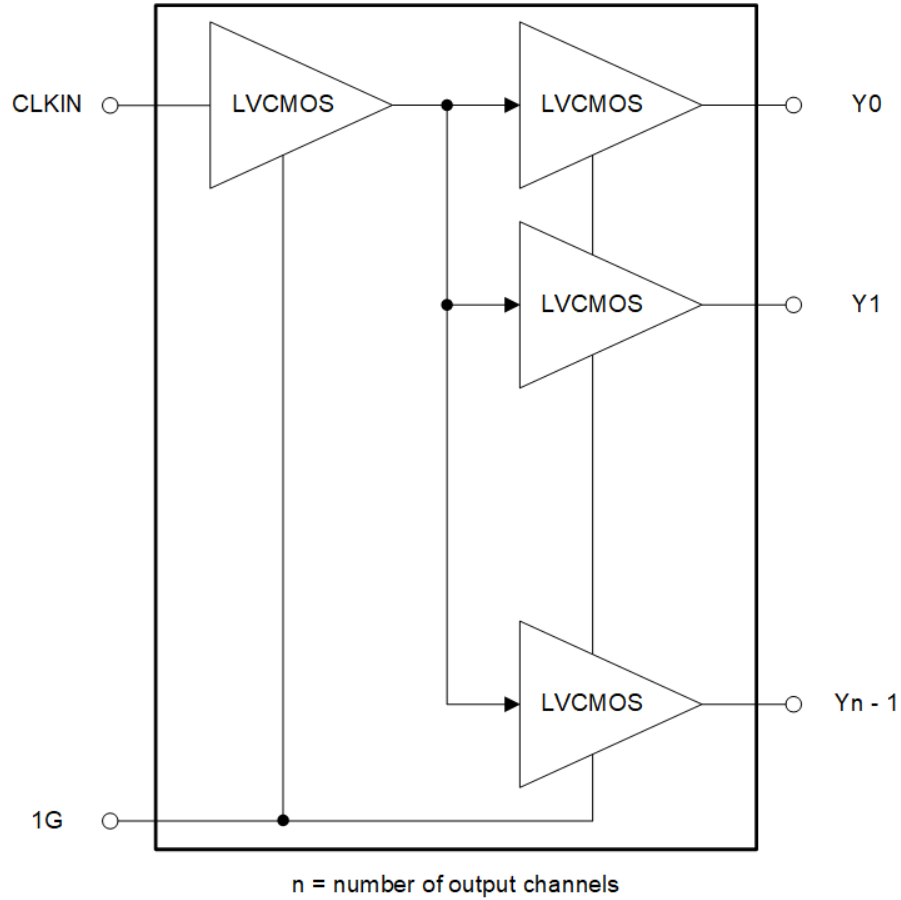 CLKIN
LVCMOS
LVCMOS
Y0
LVCMOS
Y1
LVCMOS
Yn - 1
1G
n = number of output channels